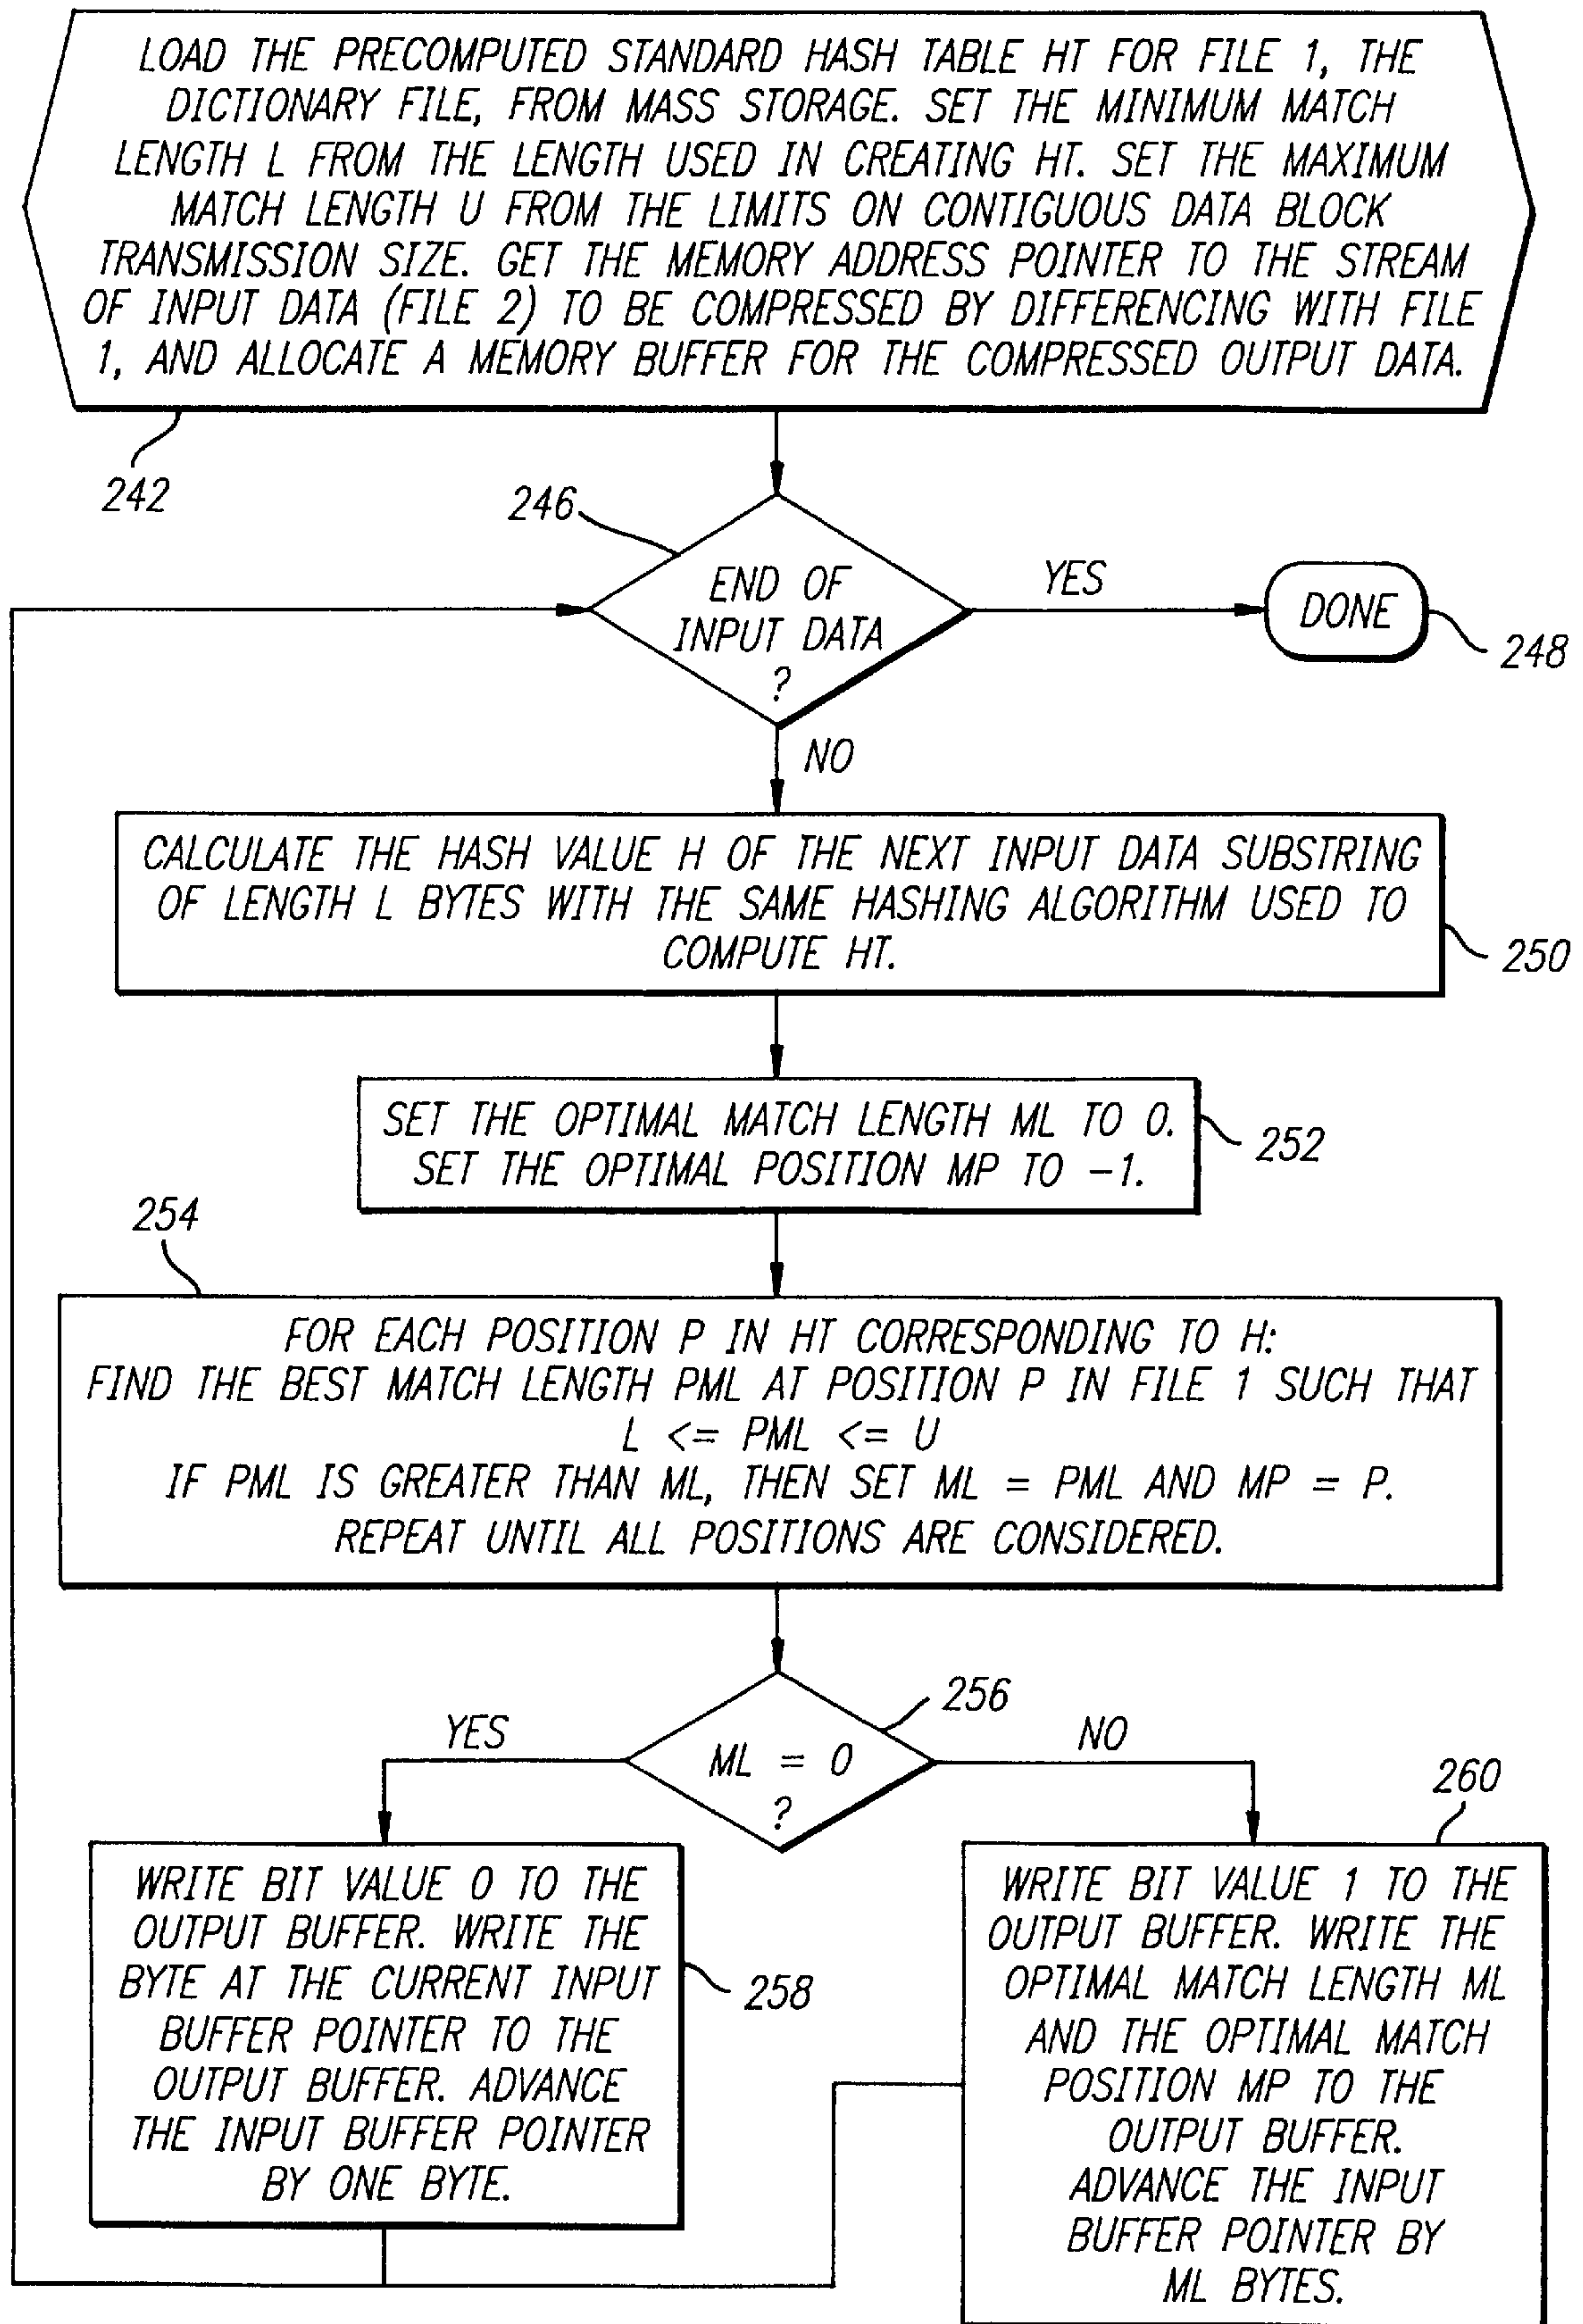 LOAD THE PRECOMPUTED STANDARD HASH TABLE HT FOR FILE 1, THE
DICTIONARY FILE, FROM MASS STORAGE. SET THE MINIMUM MATCH
LENGTH L FROM THE LENGTH USED IN CREATING HT. SET THE MAXIMUM
MATCH LENGTH U FROM THE LIMITS ON CONTIGUOUS DATA BLOCK
TRANSMISSION SIZE. GET THE MEMORY ADDRESS POINTER TO THE STREAM
OF INPUT DATA (FILE 2) TO BE COMPRESSED BY DIFFERENCING WITH FILE
1, AND ALLOCATE A MEMORY BUFFER FOR THE COMPRESSED OUTPUT DATA.
242
246
END OF
INPUT DATA
?
YES
DONE
248
NO
CALCULATE THE HASH VALUE H OF THE NEXT INPUT DATA SUBSTRING
OF LENGTH L BYTES WITH THE SAME HASHING ALGORITHM USED TO
COMPUTE HT.
250
SET THE OPTIMAL MATCH LENGTH ML TO 0.
SET THE OPTIMAL POSITION MP TO -1.
252
254
FOR EACH POSITION P IN HT CORRESPONDING TO H:
FIND THE BEST MATCH LENGTH PML AT POSITION P IN FILE 1 SUCH THAT
L <= PML <= U
IF PML IS GREATER THAN ML, THEN SET ML = PML AND MP = P.
REPEAT UNTIL ALL POSITIONS ARE CONSIDERED.
256
YES
ML = 0
?
NO
WRITE BIT VALUE 0 TO THE
OUTPUT BUFFER. WRITE THE
BYTE AT THE CURRENT INPUT
BUFFER POINTER TO THE
OUTPUT BUFFER. ADVANCE
THE INPUT BUFFER POINTER
BY ONE BYTE.
258
260
WRITE BIT VALUE 1 TO THE
OUTPUT BUFFER. WRITE THE
OPTIMAL MATCH LENGTH ML
AND THE OPTIMAL MATCH
POSITION MP TO THE
OUTPUT BUFFER.
ADVANCE THE INPUT
BUFFER POINTER BY
ML BYTES.